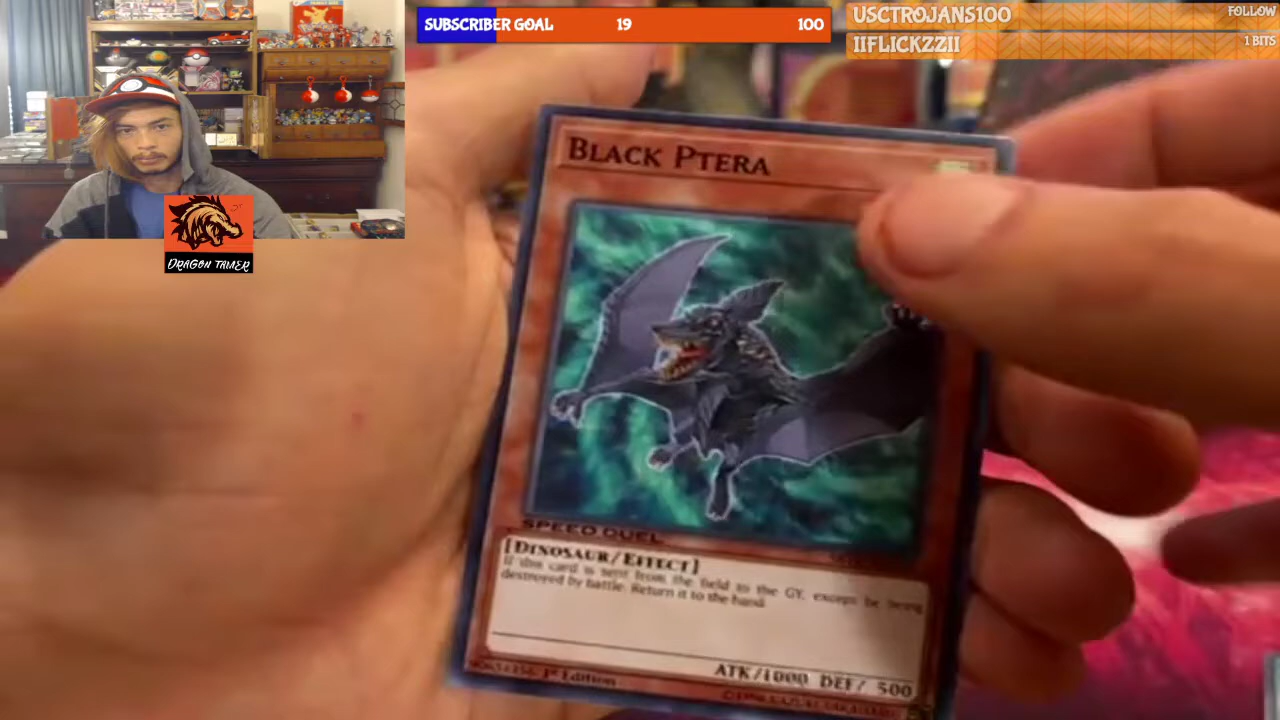 SUBSCRIBER GOAL 19 100
USCTROJANS100 FOLLOW
IIFLICKZZII 1 BITS
DRAGON TAMER
BLACK PTERA
SPEED DUEL
[DINOSAUR/EFFECT]
If this card is sent from the field to the GY, except be being
destroyed by battle: Return it to the hand.
1st Edition
ATK/1000 DEF/ 500